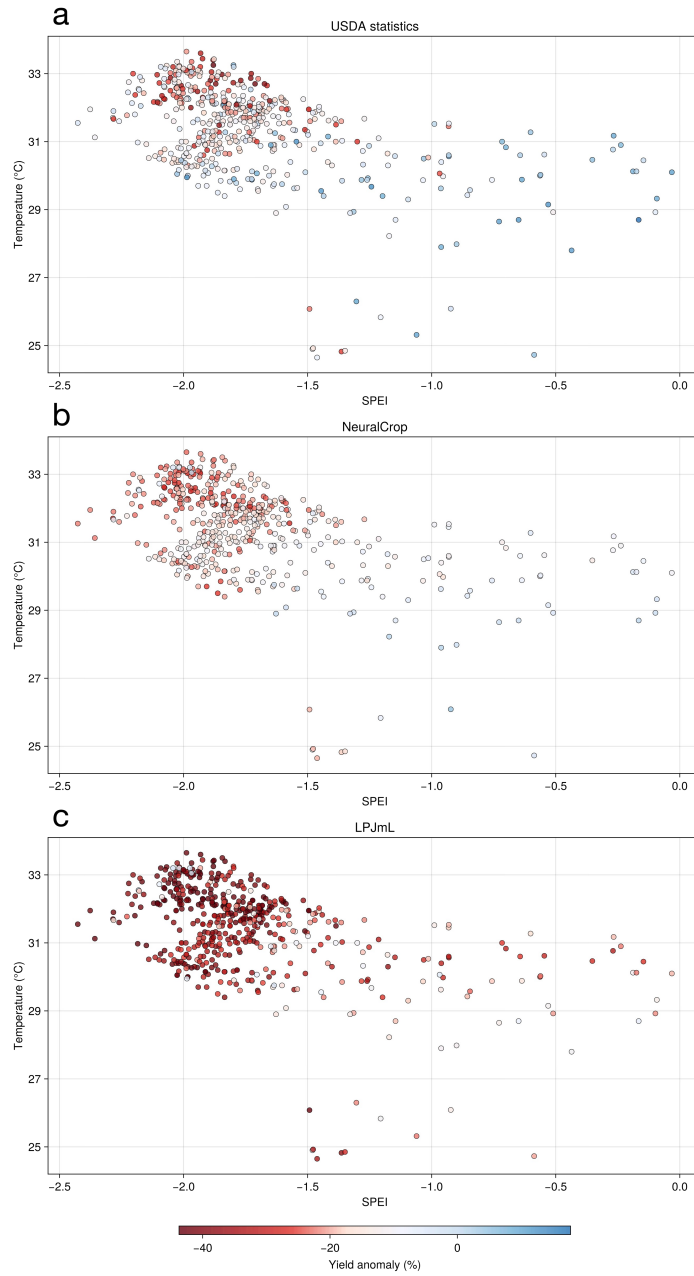 a
USDA statistics
33
31
29
27
25
Temperature (°C)
−2.5 −2.0 −1.5 −1.0 −0.5 0.0
SPEI
b
NeuralCrop
33
31
29
27
25
Temperature (°C)
−2.5 −2.0 −1.5 −1.0 −0.5 0.0
SPEI
c
LPJmL
33
31
29
27
25
Temperature (°C)
−2.5 −2.0 −1.5 −1.0 −0.5 0.0
SPEI
−40 −20 0
Yield anomaly (%)